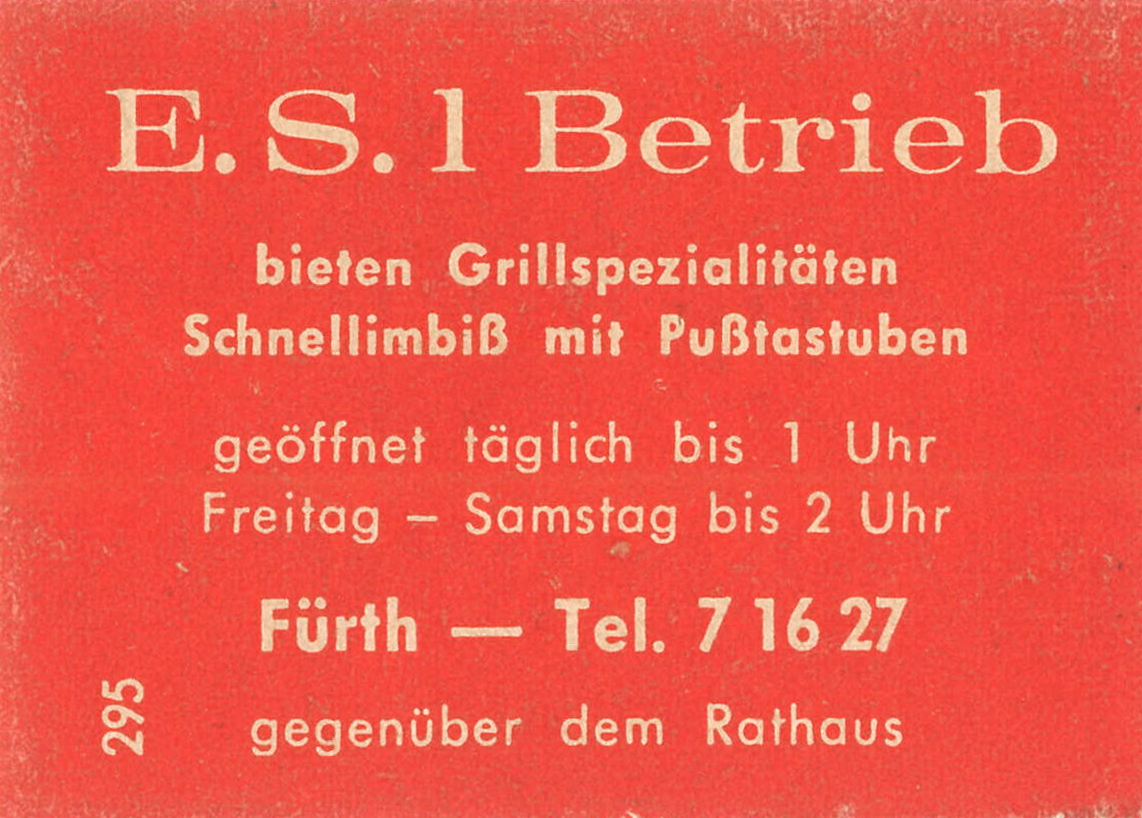 E. S. 1 Betrieb
bieten Grillspezialitäten
Schnellimbiß mit Pußtastuben
geöffnet täglich bis 1 Uhr
Freitag – Samstag bis 2 Uhr
Fürth — Tel. 7 16 27
gegenüber dem Rathaus
295